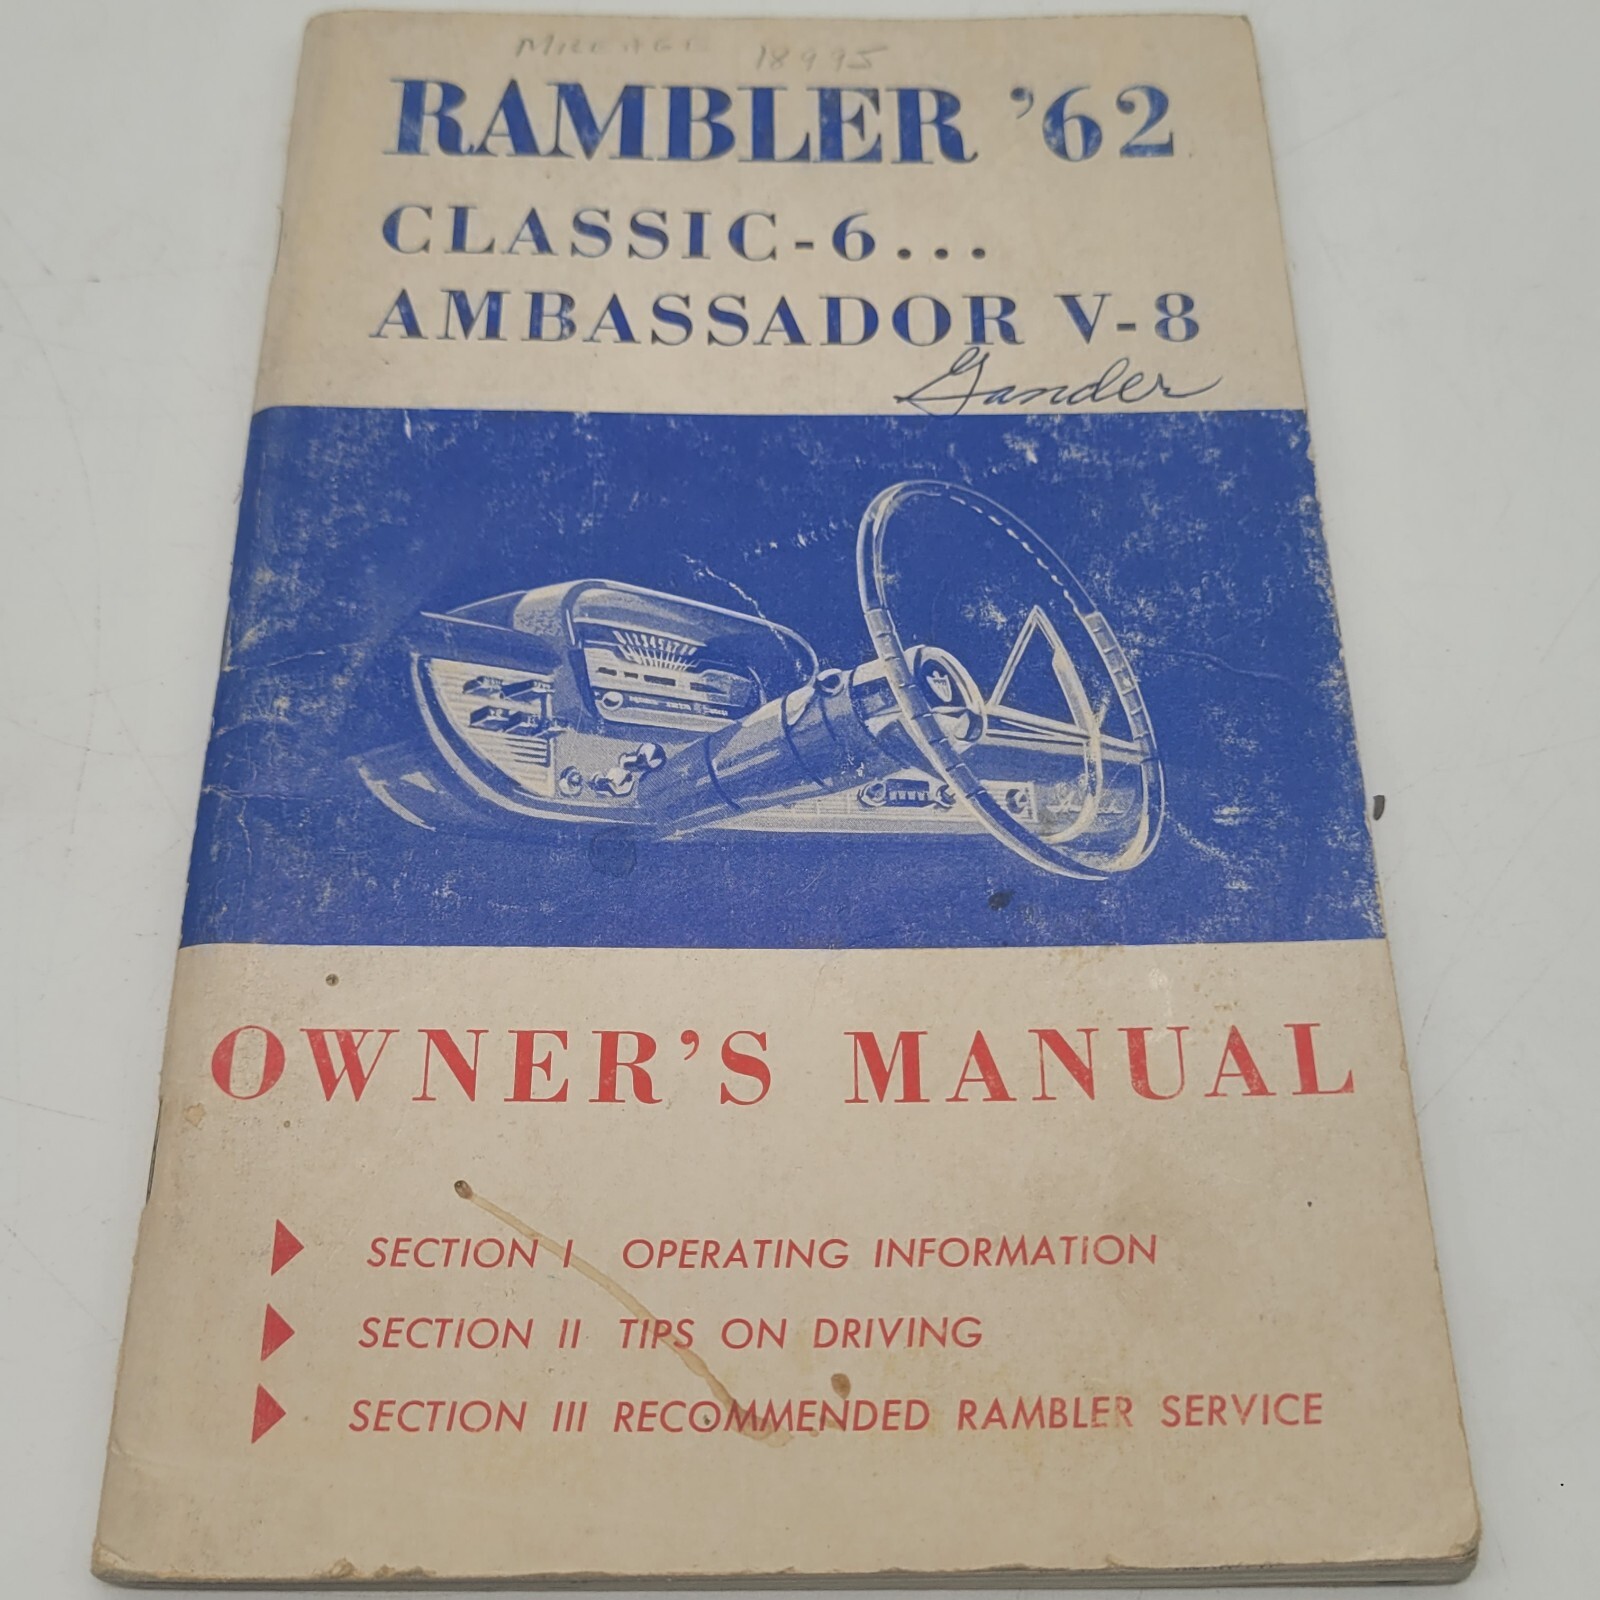 MILEAGE 18995
RAMBLER '62
CLASSIC-6...
AMBASSADOR V-8
Gander
OWNER'S MANUAL
SECTION I OPERATING INFORMATION
SECTION II TIPS ON DRIVING
SECTION III RECOMMENDED RAMBLER SERVICE